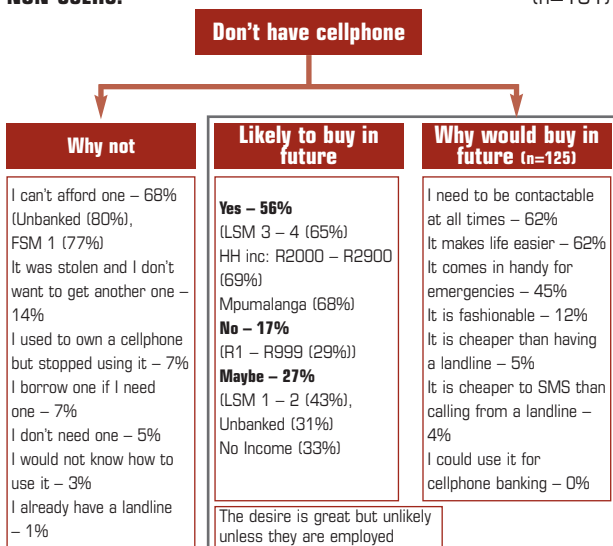 Don't have cellphone
Why not
I can't afford one – 68%
(Unbanked (80%),
FSM 1 (77%)
It was stolen and I don't
want to get another one –
14%
I used to own a cellphone
but stopped using it – 7%
I borrow one if I need
one – 7%
I don't need one – 5%
I would not know how to
use it – 3%
I already have a landline
– 1%
Likely to buy in
future
Yes – 56%
(LSM 3 – 4 (65%)
HH inc: R2000 – R2900
(69%)
Mpumalanga (68%)
No – 17%
(R1 – R999 (29%))
Maybe – 27%
(LSM 1 – 2 (43%),
Unbanked (31%)
No Income (33%)
The desire is great but unlikely
unless they are employed
Why would buy in
future (n=125)
I need to be contactable
at all times – 62%
It makes life easier – 62%
It comes in handy for
emergencies – 45%
It is fashionable – 12%
It is cheaper than having
a landline – 5%
It is cheaper to SMS than
calling from a landline –
4%
I could use it for
cellphone banking – 0%